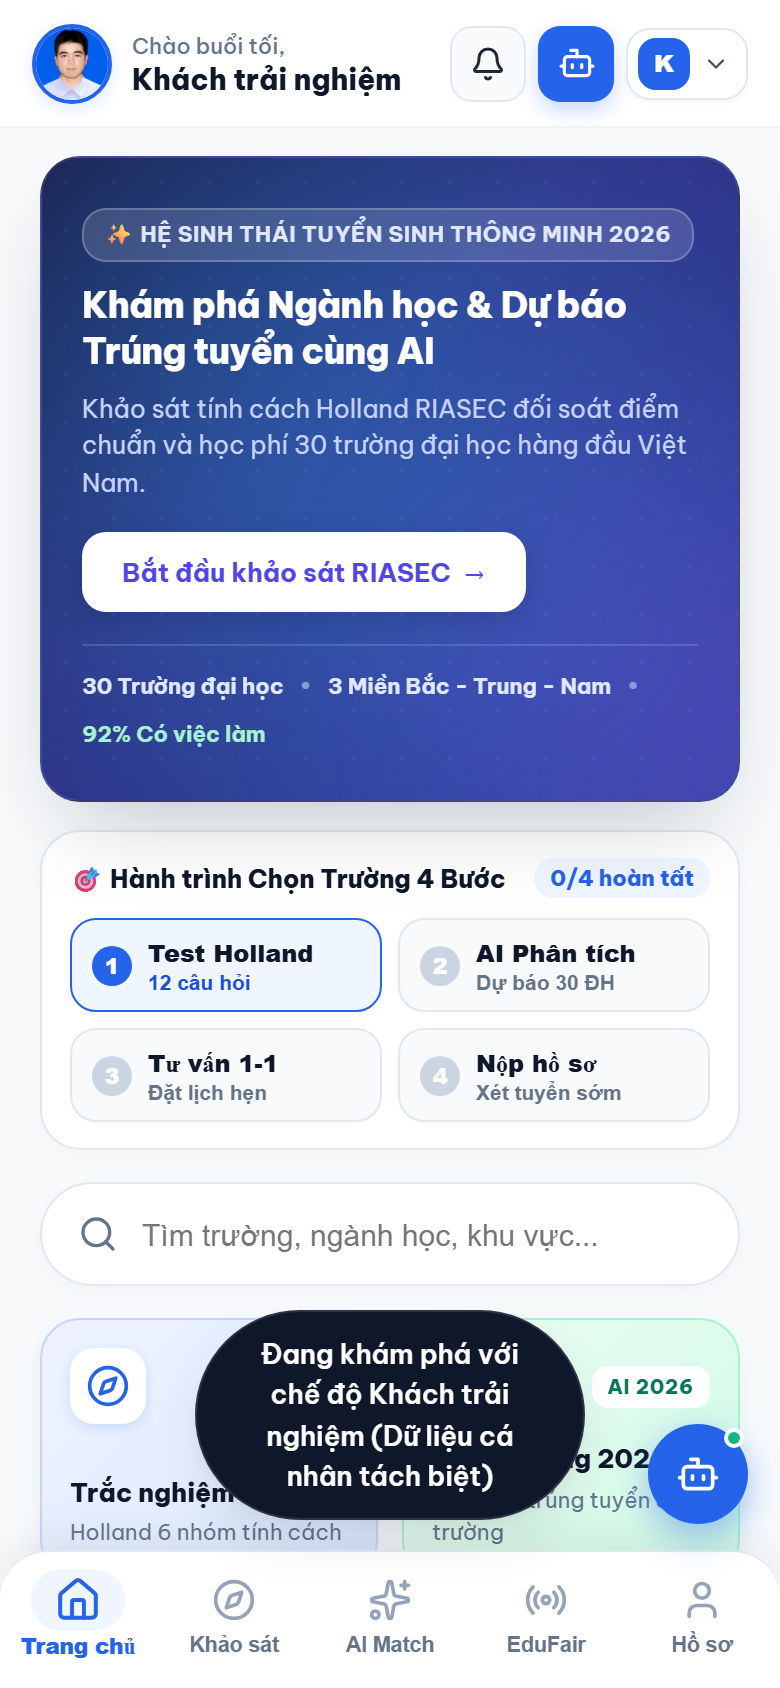 Chào buổi tối,
Khách trải nghiệm
K
✨ HỆ SINH THÁI TUYỂN SINH THÔNG MINH 2026
Khám phá Ngành học & Dự báo
Trúng tuyển cùng AI
Khảo sát tính cách Holland RIASEC đối soát điểm
chuẩn và học phí 30 trường đại học hàng đầu Việt
Nam.
Bắt đầu khảo sát RIASEC →
30 Trường đại học • 3 Miền Bắc - Trung - Nam •
92% Có việc làm
🎯 Hành trình Chọn Trường 4 Bước
0/4 hoàn tất
1 Test Holland
12 câu hỏi
2 AI Phân tích
Dự báo 30 ĐH
3 Tư vấn 1-1
Đặt lịch hẹn
4 Nộp hồ sơ
Xét tuyển sớm
Tìm trường, ngành học, khu vực...
Đang khám phá với
chế độ Khách trải
nghiệm (Dữ liệu cá
nhân tách biệt)
AI 2026
Trắc nghiệm
Holland 6 nhóm tính cách
tuyển
trường
Trang chủ
Khảo sát
AI Match
EduFair
Hồ sơ